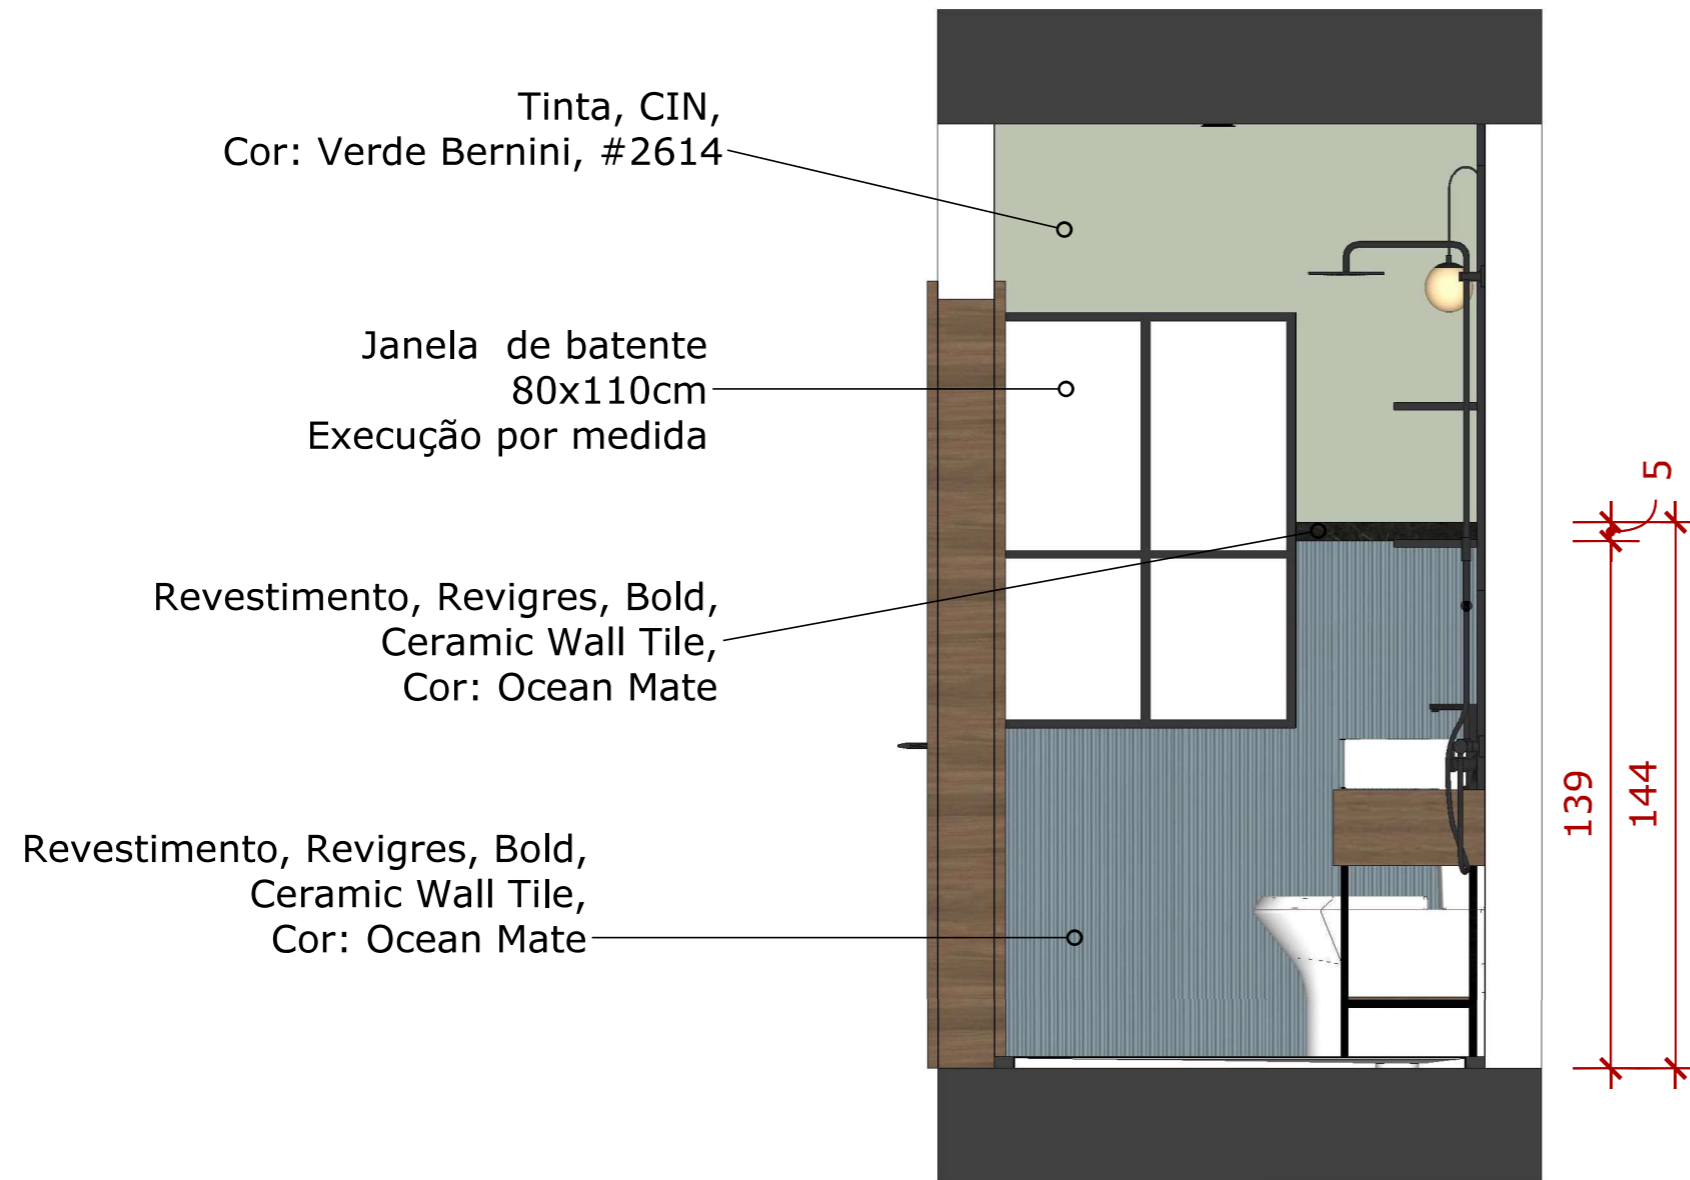 Tinta, CIN,
Cor: Verde Bernini, #2614
Janela de batente
80x110cm
Execução por medida
Revestimento, Revigres, Bold,
Ceramic Wall Tile,
Cor: Ocean Mate
Revestimento, Revigres, Bold,
Ceramic Wall Tile,
Cor: Ocean Mate
5
139
144